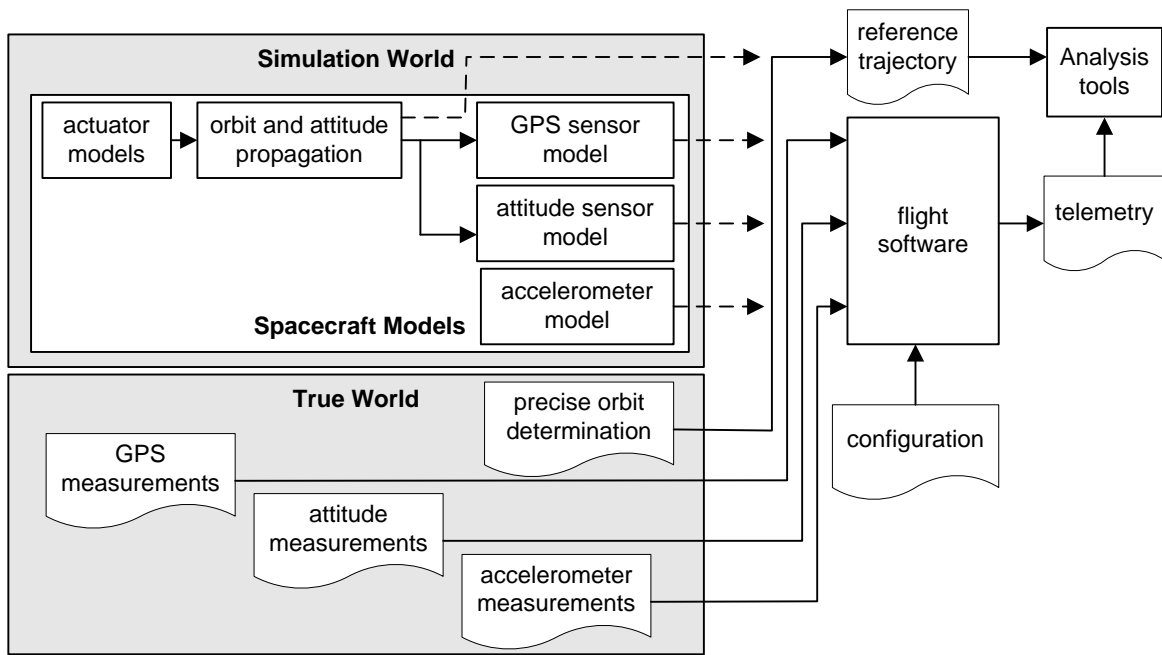 Simulation World
actuator
models
orbit and attitude
propagation
GPS sensor
model
attitude sensor
model
accelerometer
model
Spacecraft Models
True World
precise orbit
determination
GPS
measurements
attitude
measurements
accelerometer
measurements
reference
trajectory
Analysis
tools
flight
software
telemetry
configuration